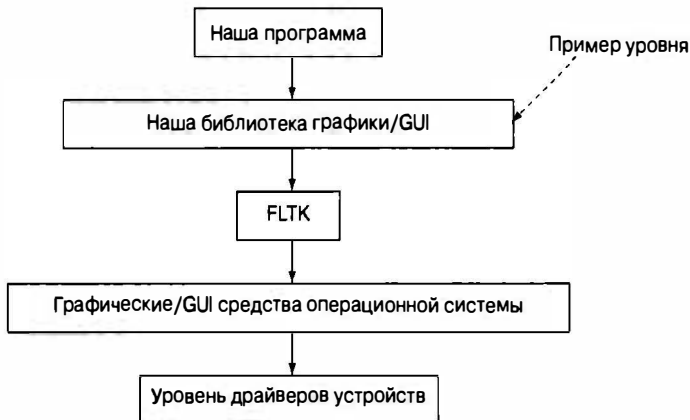 Наша программа
Пример уровня
Наша библиотека графики/GUI
FLTK
Графические/GUI средства операционной системы
Уровень драйверов устройств